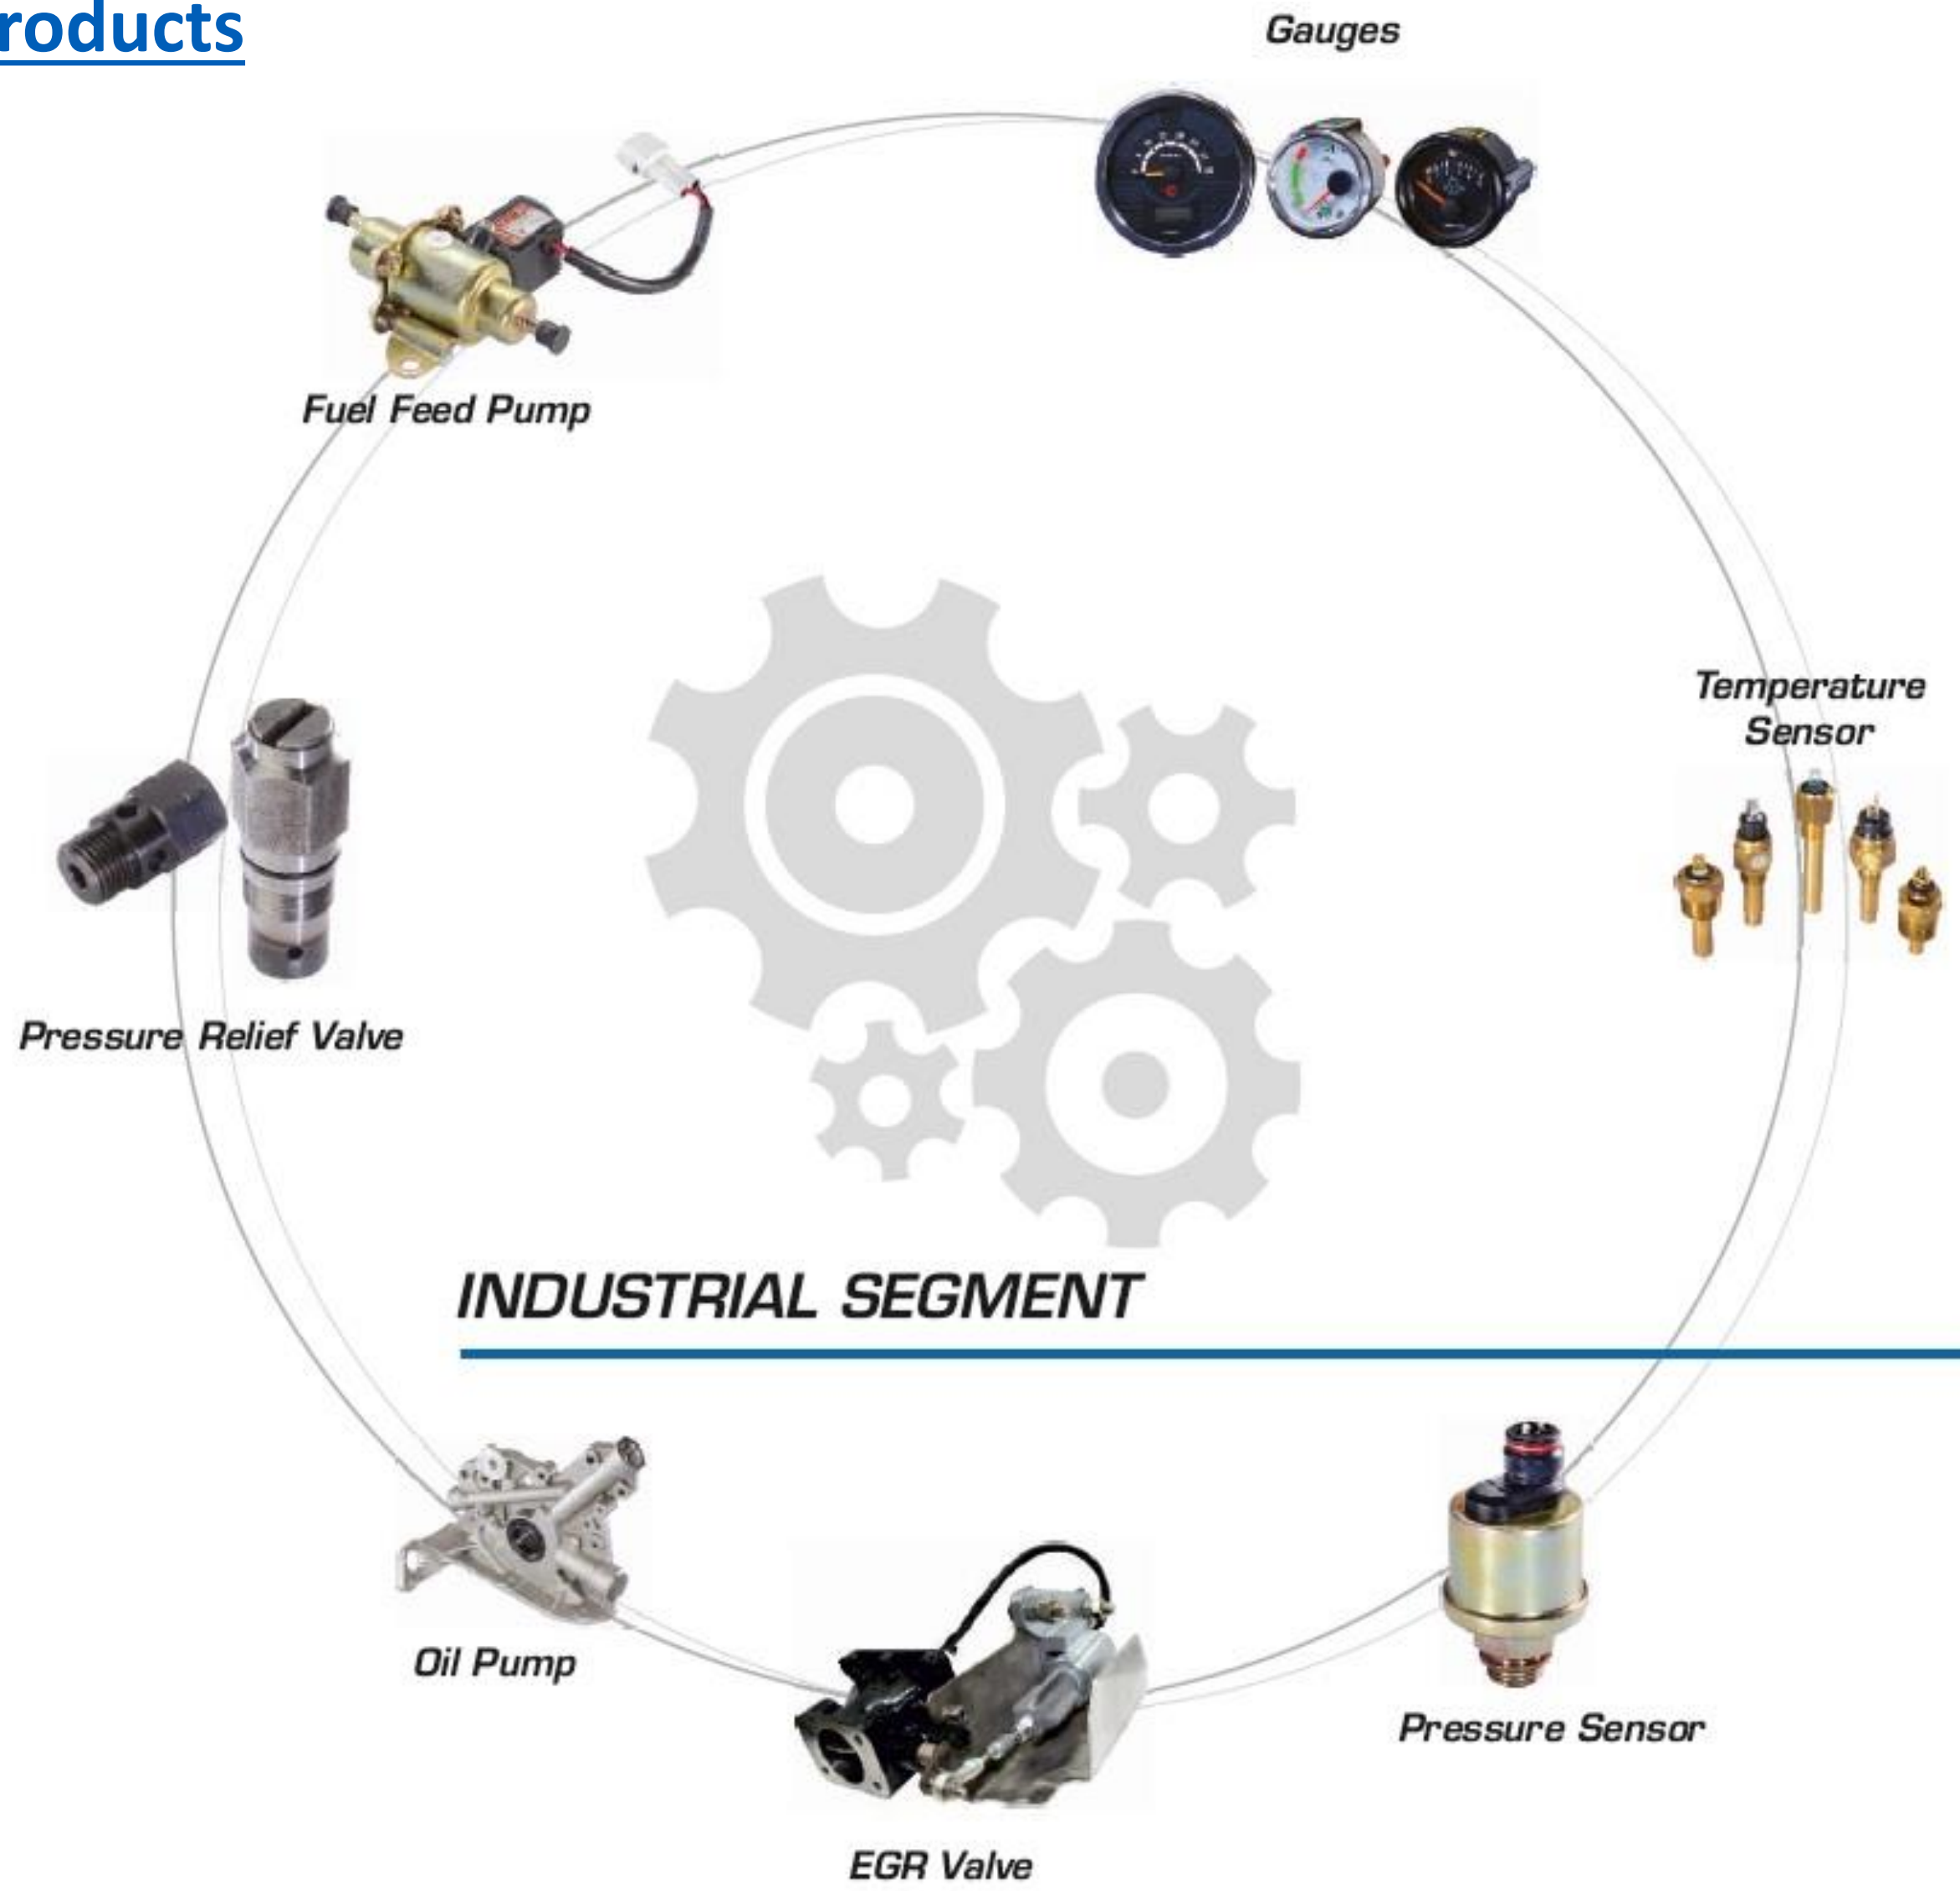 roducts
Gauges
Fuel Feed Pump
Temperature
Sensor
Pressure Relief Valve
INDUSTRIAL SEGMENT
Oil Pump
Pressure Sensor
EGR Valve